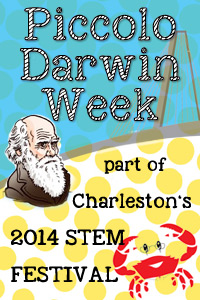 Piccolo
Darwin
Week
part of
Charleston's
2014 STEM
FESTIVAL